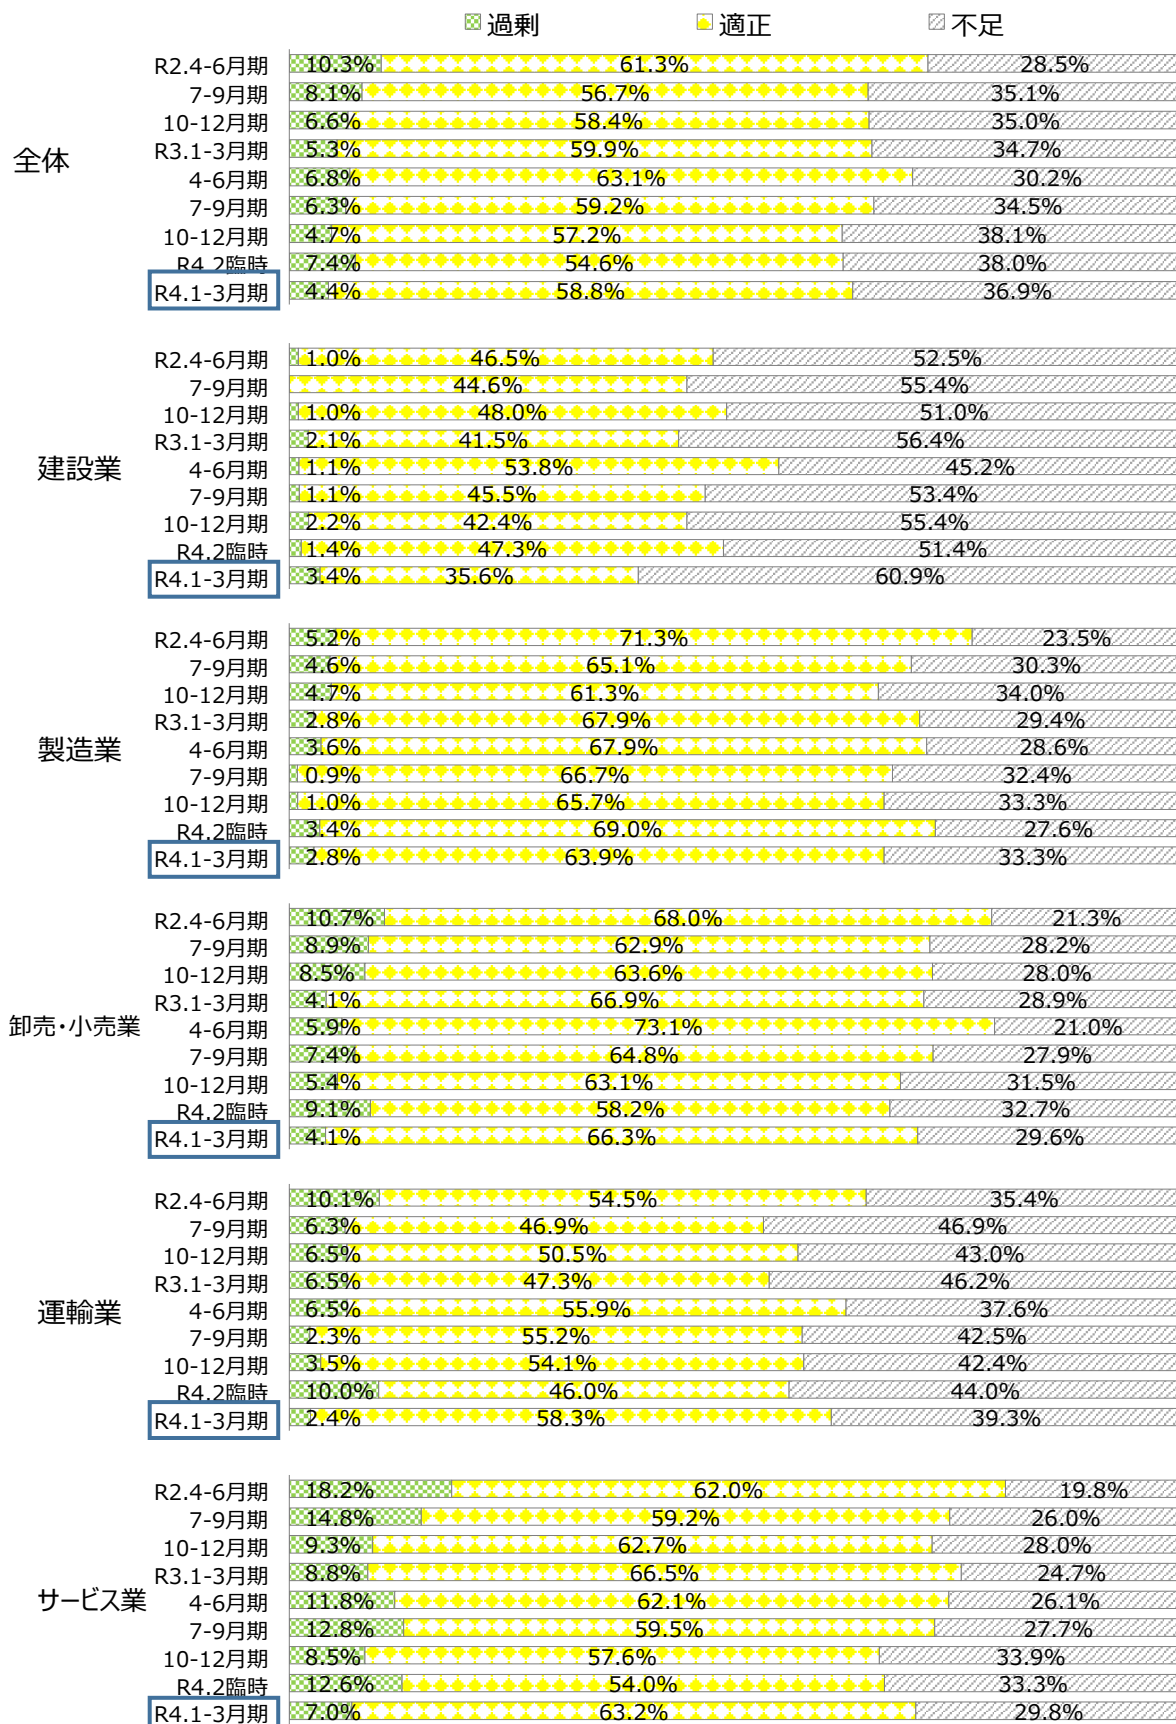 過剰 適正 不足
全体
R2.4-6月期 10.3% 61.3% 28.5%
7-9月期 8.1% 56.7% 35.1%
10-12月期 6.6% 58.4% 35.0%
R3.1-3月期 5.3% 59.9% 34.7%
4-6月期 6.8% 63.1% 30.2%
7-9月期 6.3% 59.2% 34.5%
10-12月期 4.7% 57.2% 38.1%
R4.2臨時 7.4% 54.6% 38.0%
R4.1-3月期 4.4% 58.8% 36.9%
建設業
R2.4-6月期 1.0% 46.5% 52.5%
7-9月期 44.6% 55.4%
10-12月期 1.0% 48.0% 51.0%
R3.1-3月期 2.1% 41.5% 56.4%
4-6月期 1.1% 53.8% 45.2%
7-9月期 1.1% 45.5% 53.4%
10-12月期 2.2% 42.4% 55.4%
R4.2臨時 1.4% 47.3% 51.4%
R4.1-3月期 3.4% 35.6% 60.9%
製造業
R2.4-6月期 5.2% 71.3% 23.5%
7-9月期 4.6% 65.1% 30.3%
10-12月期 4.7% 61.3% 34.0%
R3.1-3月期 2.8% 67.9% 29.4%
4-6月期 3.6% 67.9% 28.6%
7-9月期 0.9% 66.7% 32.4%
10-12月期 1.0% 65.7% 33.3%
R4.2臨時 3.4% 69.0% 27.6%
R4.1-3月期 2.8% 63.9% 33.3%
卸売・小売業
R2.4-6月期 10.7% 68.0% 21.3%
7-9月期 8.9% 62.9% 28.2%
10-12月期 8.5% 63.6% 28.0%
R3.1-3月期 4.1% 66.9% 28.9%
4-6月期 5.9% 73.1% 21.0%
7-9月期 7.4% 64.8% 27.9%
10-12月期 5.4% 63.1% 31.5%
R4.2臨時 9.1% 58.2% 32.7%
R4.1-3月期 4.1% 66.3% 29.6%
運輸業
R2.4-6月期 10.1% 54.5% 35.4%
7-9月期 6.3% 46.9% 46.9%
10-12月期 6.5% 50.5% 43.0%
R3.1-3月期 6.5% 47.3% 46.2%
4-6月期 6.5% 55.9% 37.6%
7-9月期 2.3% 55.2% 42.5%
10-12月期 3.5% 54.1% 42.4%
R4.2臨時 10.0% 46.0% 44.0%
R4.1-3月期 2.4% 58.3% 39.3%
サービス業
R2.4-6月期 18.2% 62.0% 19.8%
7-9月期 14.8% 59.2% 26.0%
10-12月期 9.3% 62.7% 28.0%
R3.1-3月期 8.8% 66.5% 24.7%
4-6月期 11.8% 62.1% 26.1%
7-9月期 12.8% 59.5% 27.7%
10-12月期 8.5% 57.6% 33.9%
R4.2臨時 12.6% 54.0% 33.3%
R4.1-3月期 7.0% 63.2% 29.8%